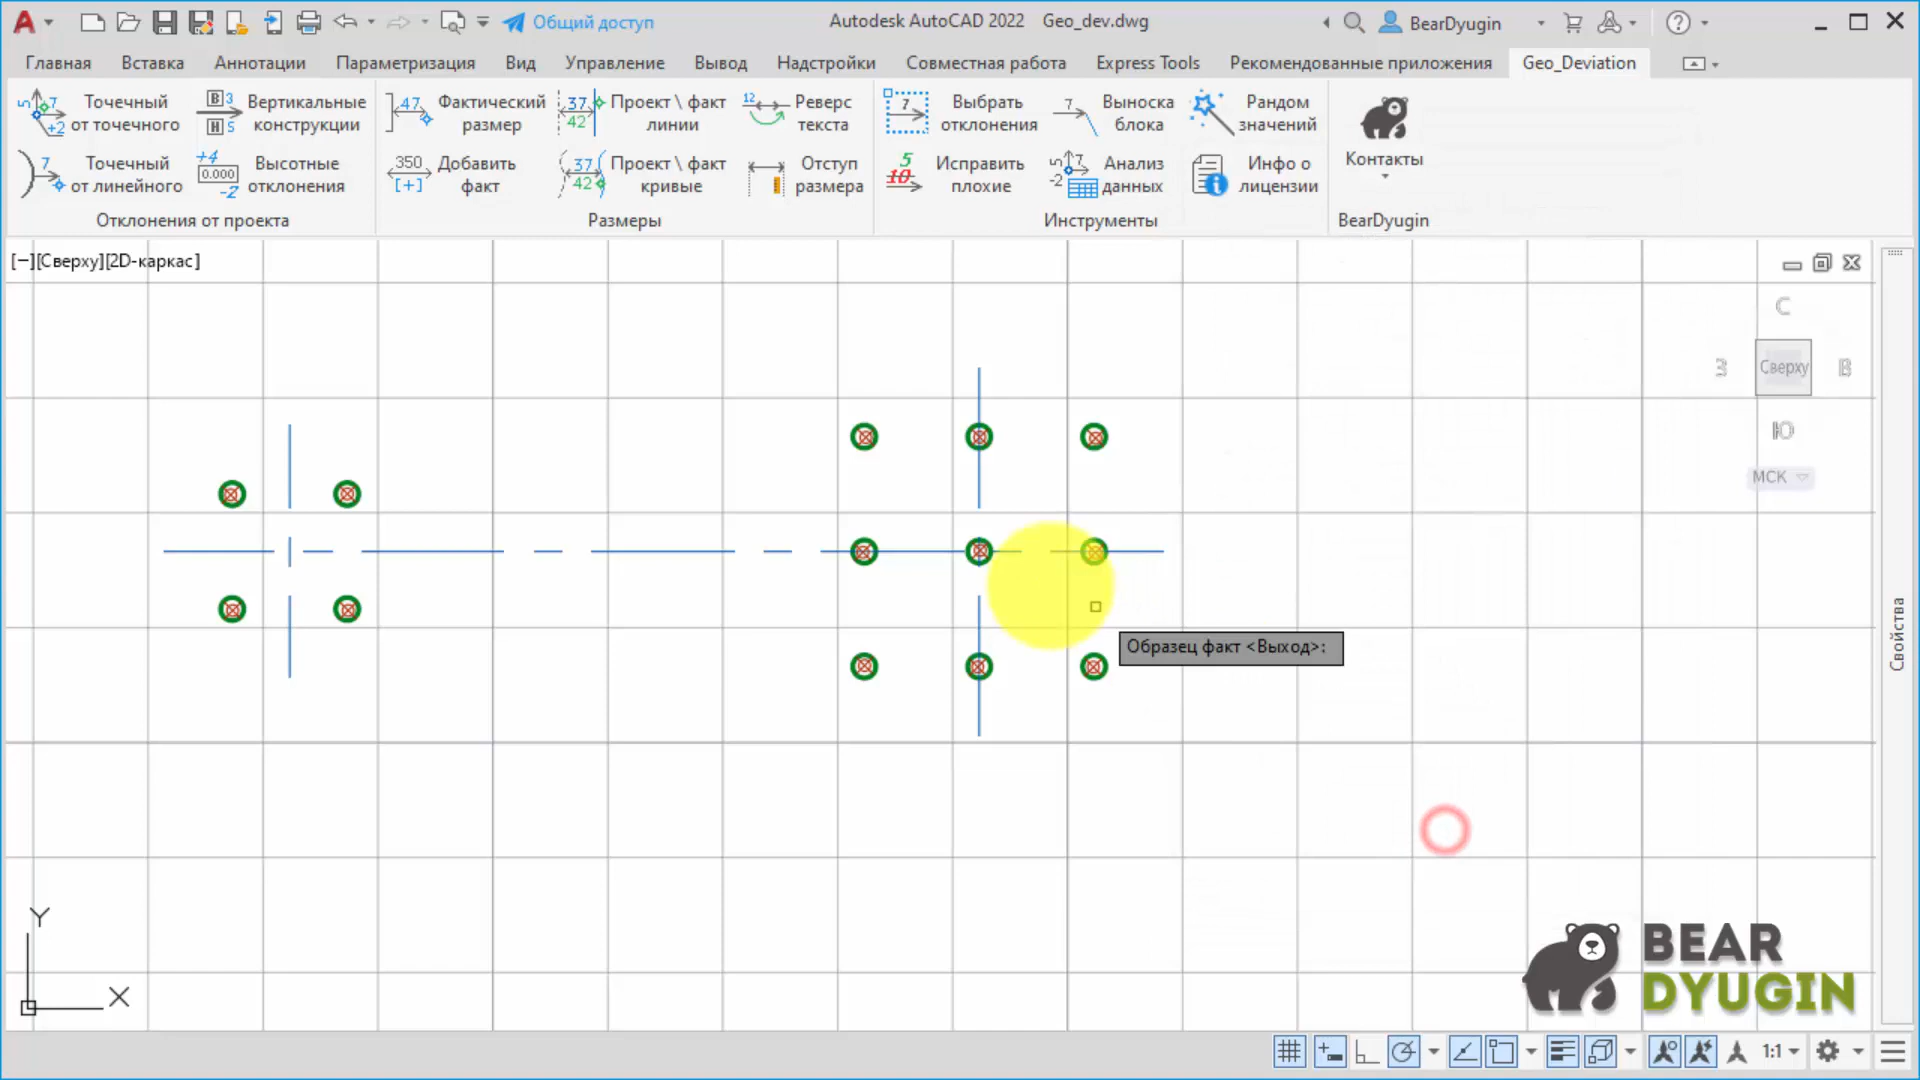 Общий доступ
Autodesk AutoCAD 2022 Geo_dev.dwg
BearDyugin
Главная Вставка Аннотации Параметризация Вид Управление Вывод Надстройки Совместная работа Express Tools Рекомендованные приложения Geo_Deviation
Точечный
от точечного
Вертикальные
конструкции
Фактический
размер
Проект \ факт
линии
Реверс
текста
Выбрать
отклонения
Выноска
блока
Рандом
значений
Точечный
от линейного
Высотные
отклонения
Добавить
факт
Проект \ факт
кривые
Отступ
размера
Исправить
плохие
Анализ
данных
Инфо о
лицензии
Контакты
Отклонения от проекта Размеры Инструменты BearDyugin
[−][Сверху][2D-каркас]
С
З Сверху В
Ю
МСК
Свойства
Образец факт <Выход>:
Y
X
BEAR
DYUGIN
1:1